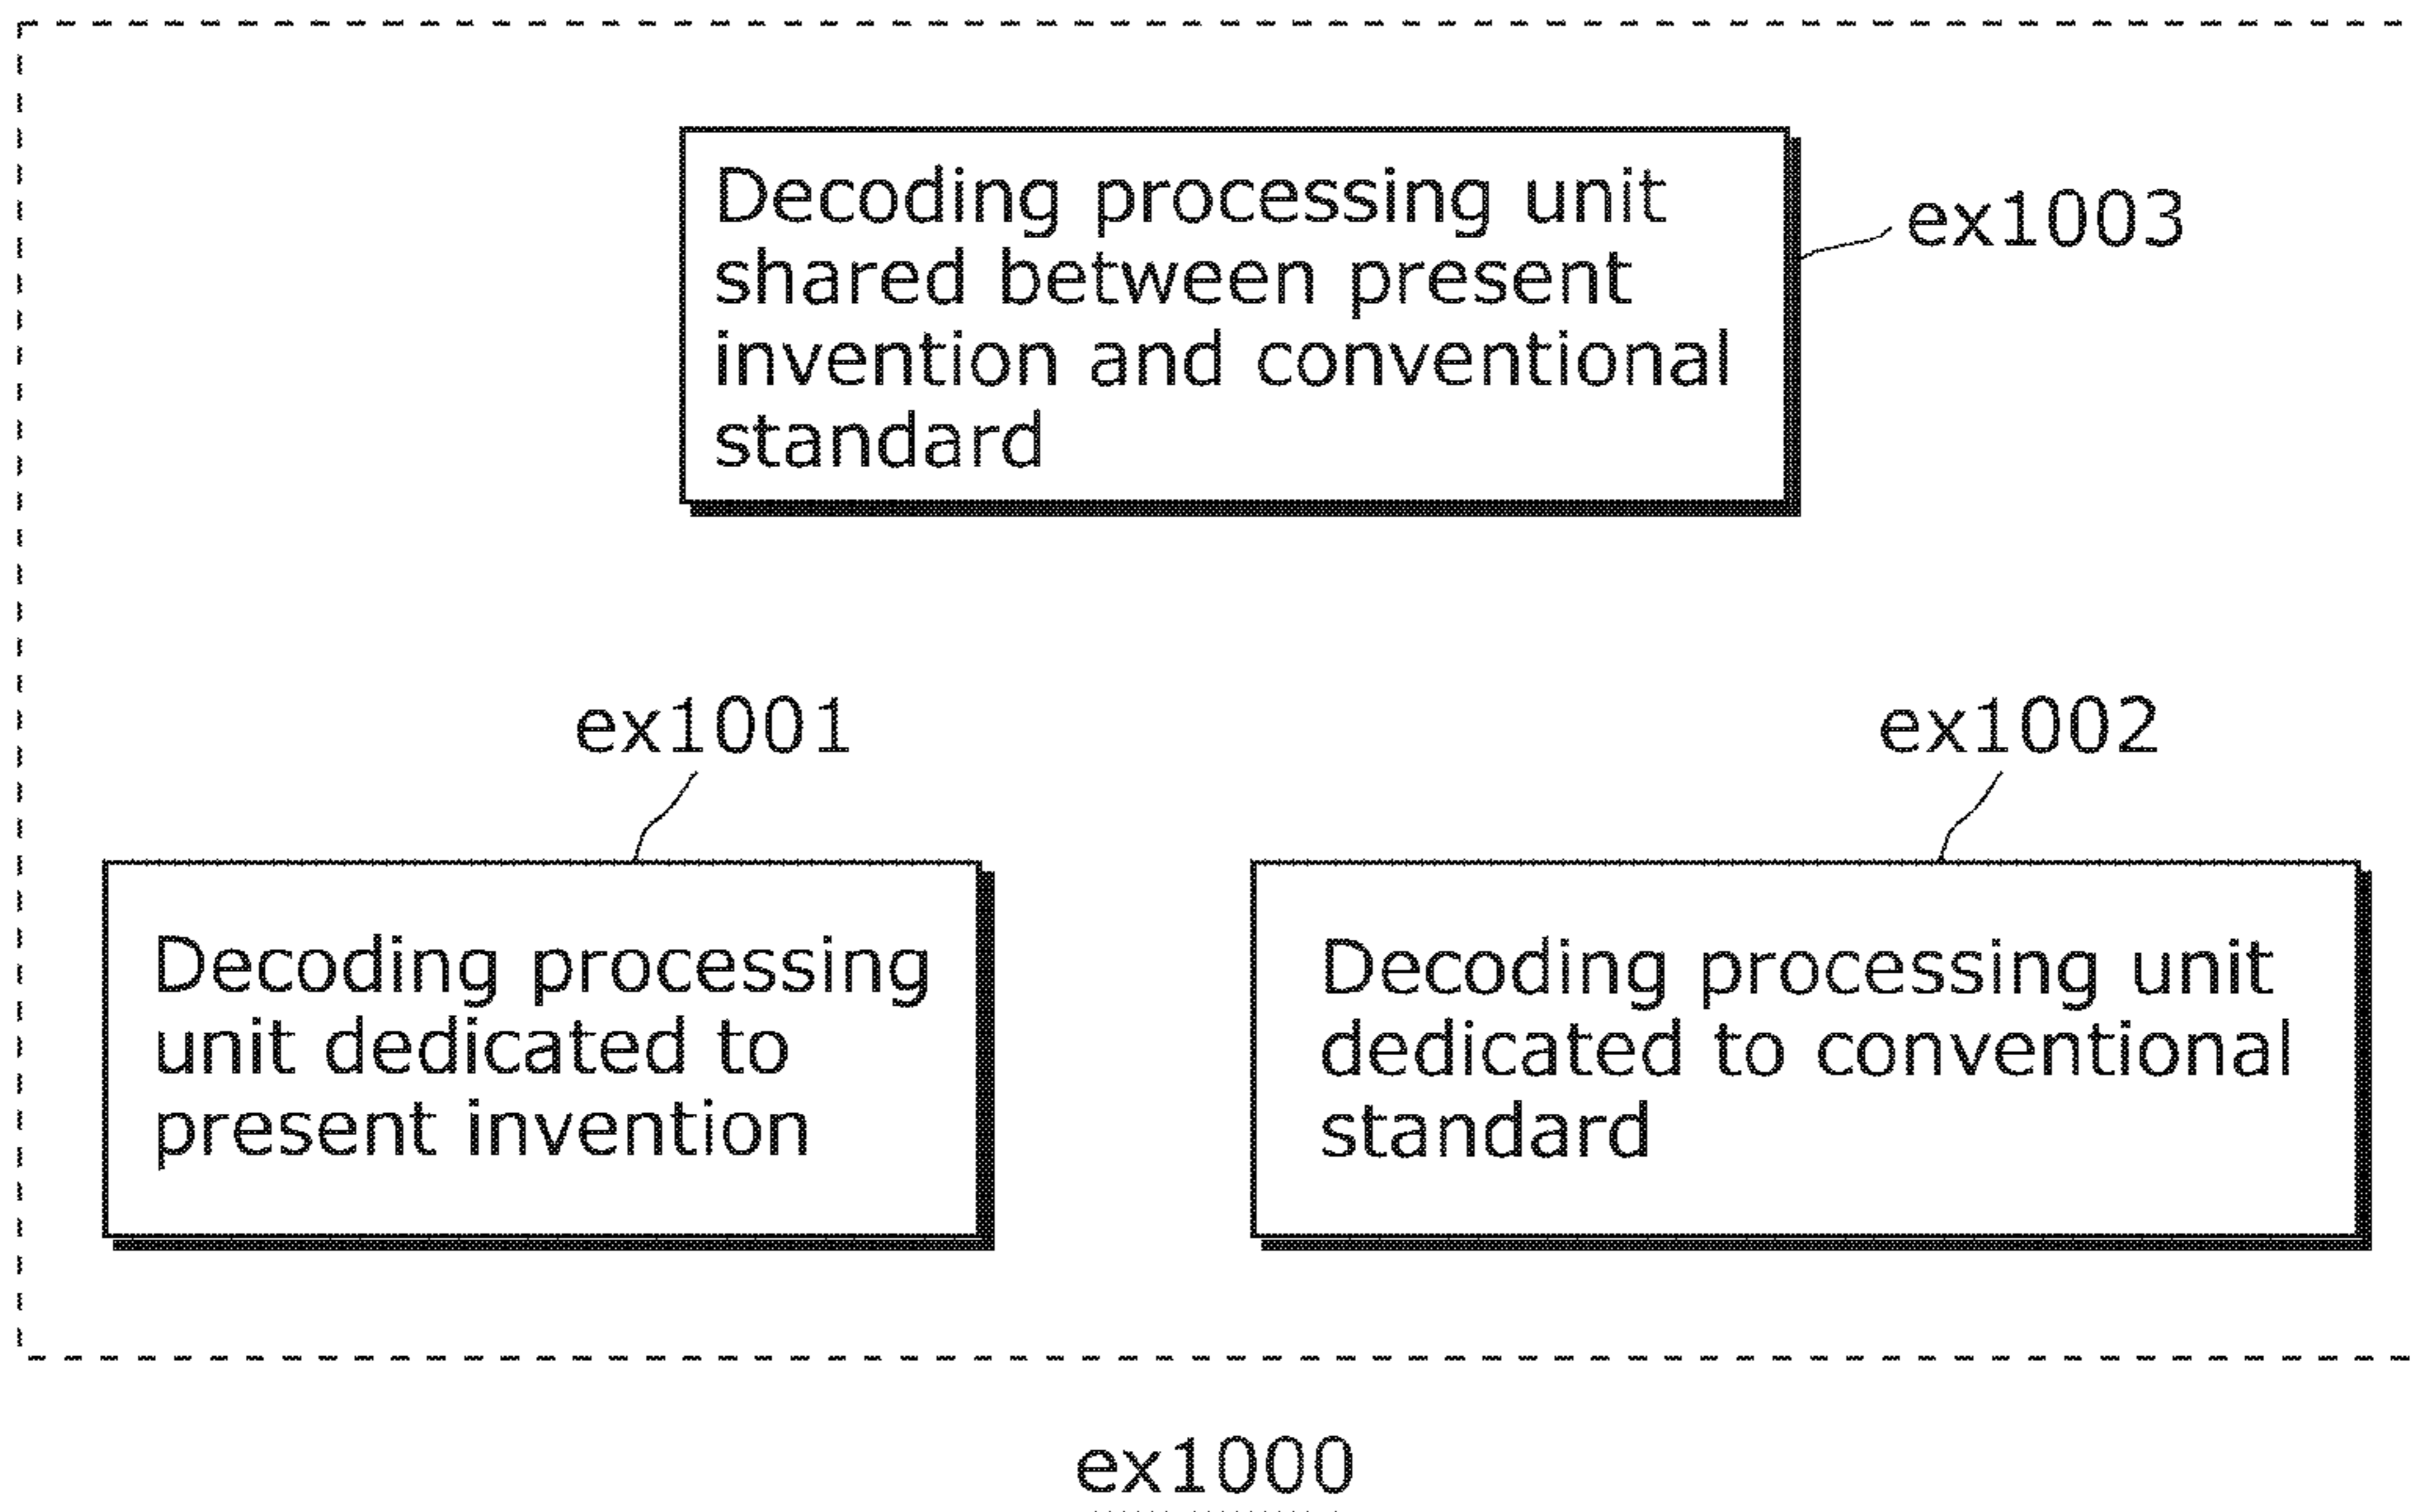 Decoding processing unit
shared between present
invention and conventional
standard
ex1003
ex1001
ex1002
Decoding processing
unit dedicated to
present invention
Decoding processing unit
dedicated to conventional
standard
ex1000